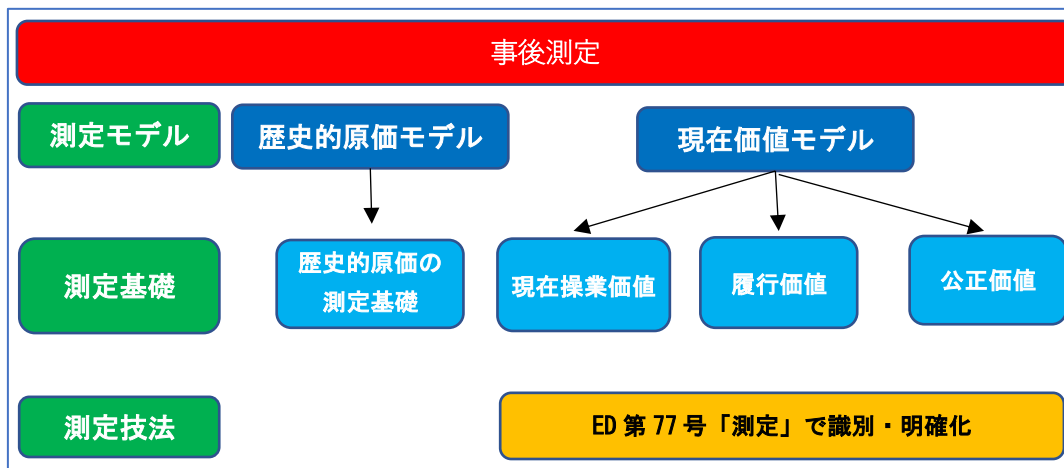 事後測定
測定モデル
歴史的原価モデル
現在価値モデル
測定基礎
歴史的原価の
測定基礎
現在操業価値
履行価値
公正価値
測定技法
ED 第 77 号「測定」で識別・明確化